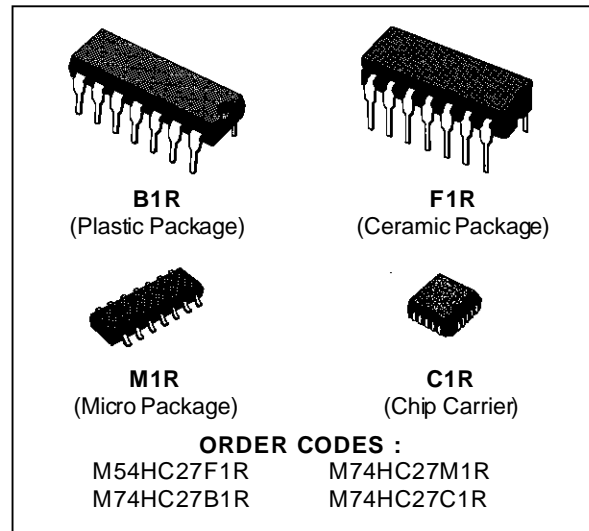 B1R
(Plastic Package)
F1R
(Ceramic Package)
M1R
(Micro Package)
C1R
(Chip Carrier)
ORDER CODES :
M54HC27F1R M74HC27M1R
M74HC27B1R M74HC27C1R